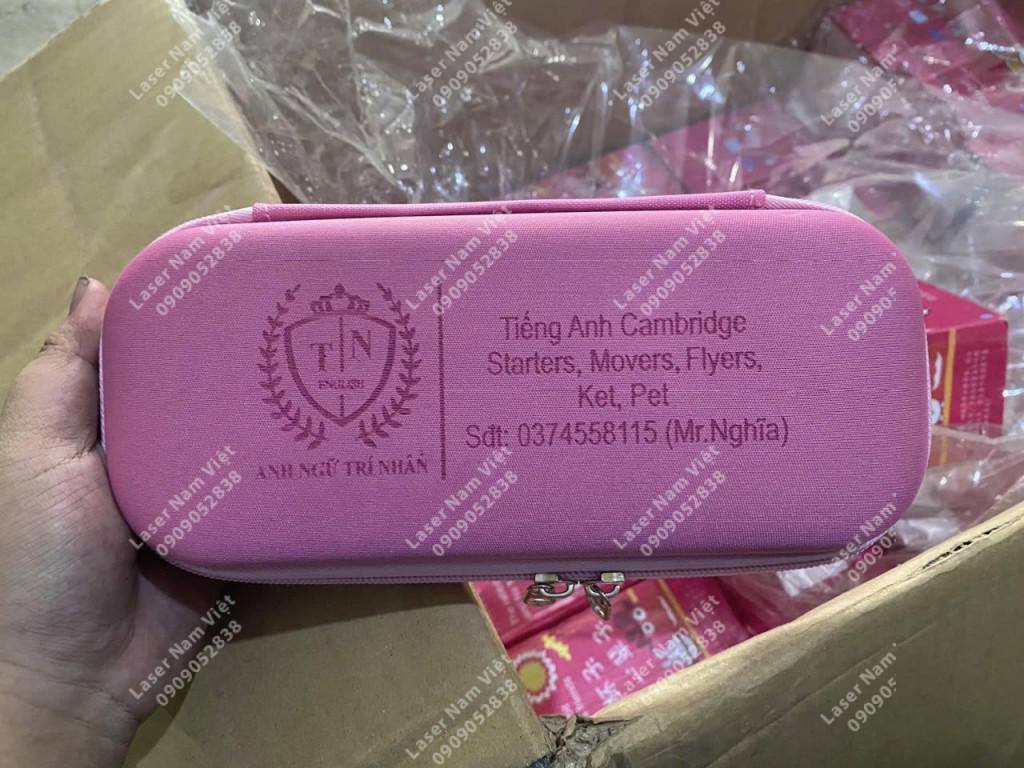 T N
ENGLISH
ANH NGỮ TRÍ NHÂN
Tiếng Anh Cambridge
Starters, Movers, Flyers,
Ket, Pet
Sđt: 0374558115 (Mr.Nghĩa)
Laser Nam Việt
0909052838